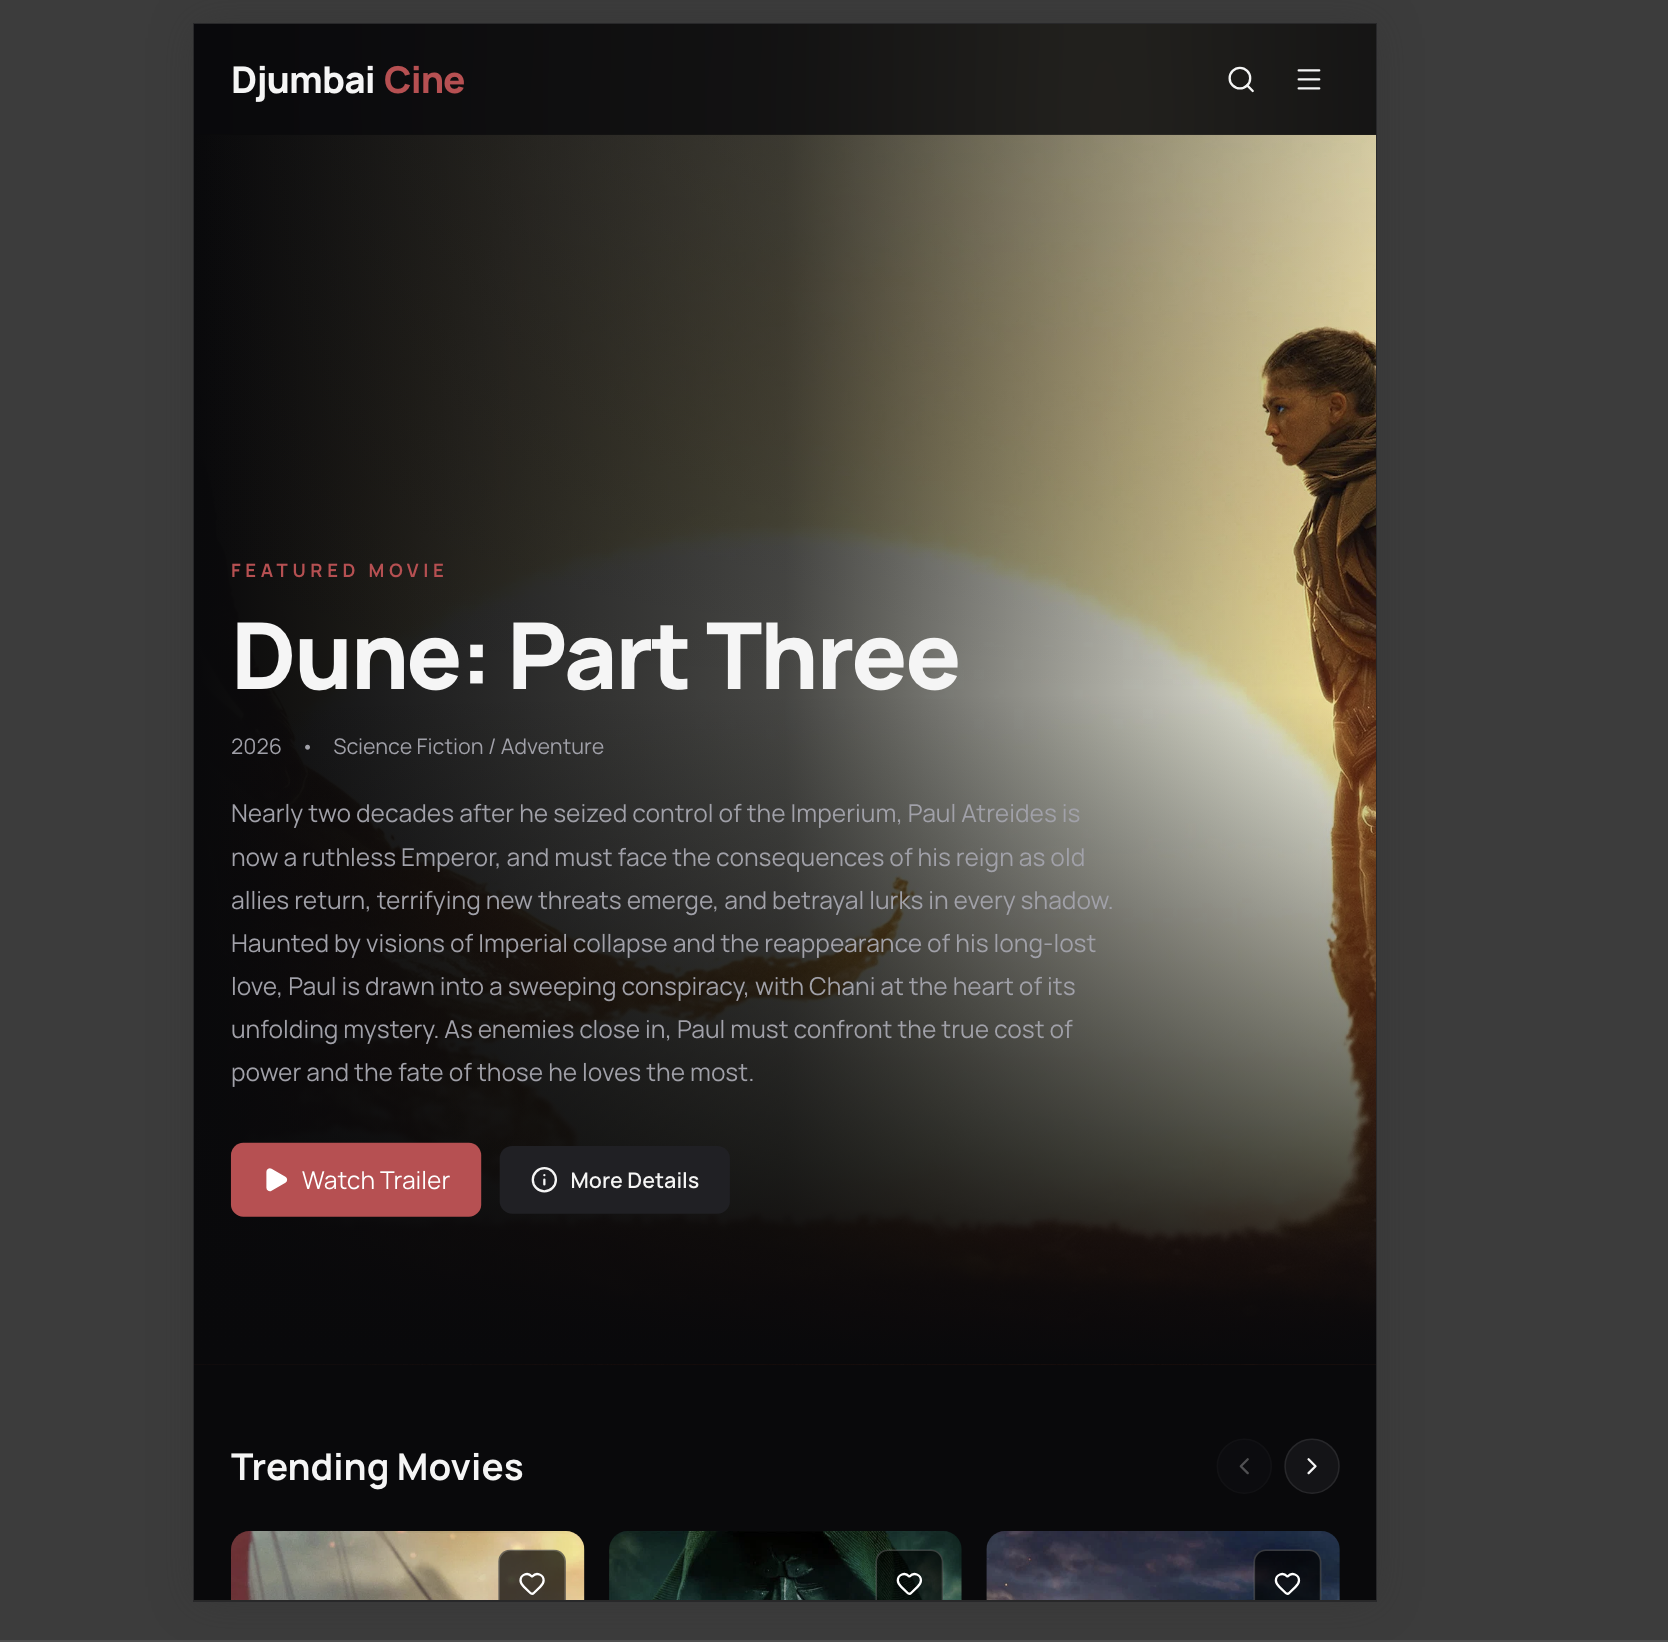 Djumbai Cine
FEATURED MOVIE
Dune: Part Three
2026 • Science Fiction / Adventure
Nearly two decades after he seized control of the Imperium, Paul Atreides is
now a ruthless Emperor, and must face the consequences of his reign as old
allies return, terrifying new threats emerge, and betrayal lurks in every shadow.
Haunted by visions of Imperial collapse and the reappearance of his long-lost
love, Paul is drawn into a sweeping conspiracy, with Chani at the heart of its
unfolding mystery. As enemies close in, Paul must confront the true cost of
power and the fate of those he loves the most.
Watch Trailer
More Details
Trending Movies